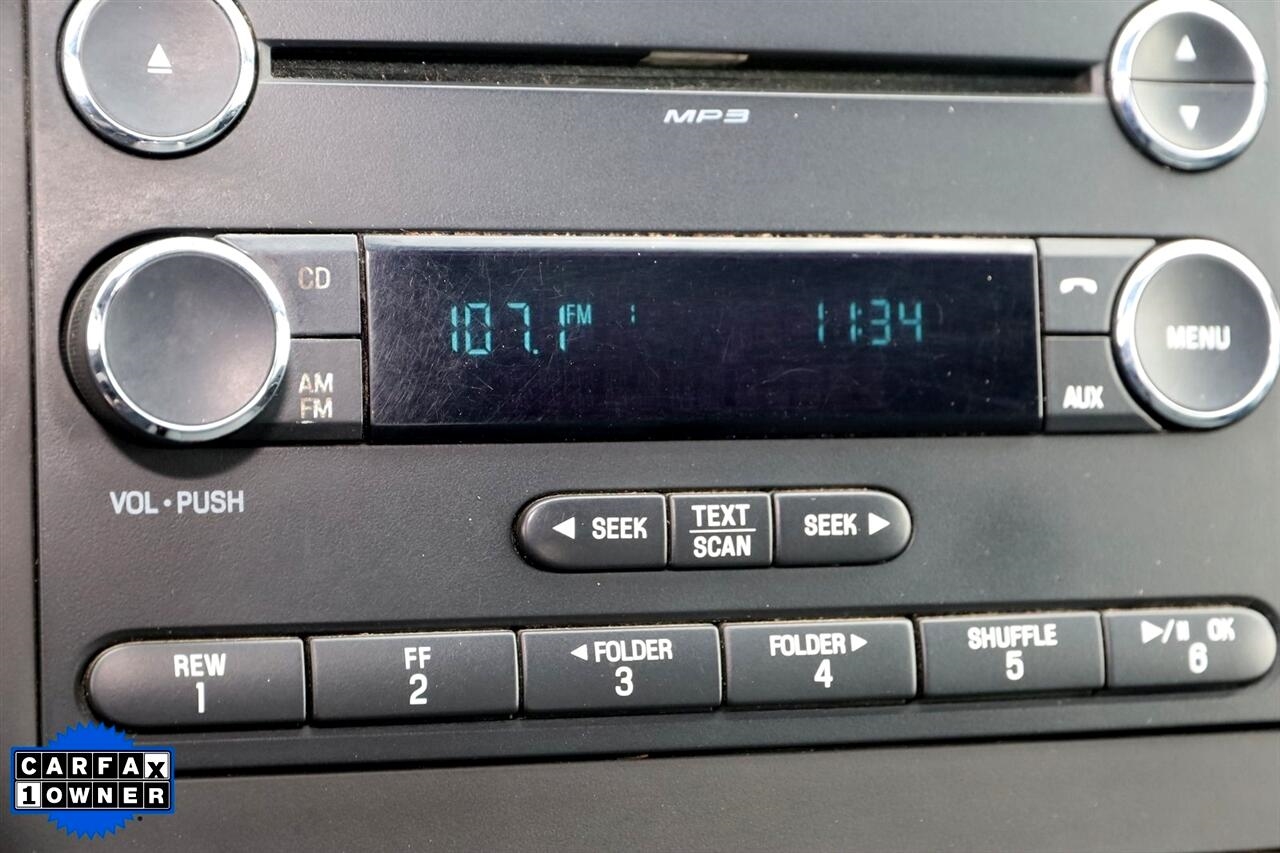 MP3
CD
AM
FM
107.1 FM 1 11:34
MENU
AUX
VOL • PUSH
SEEK
TEXT
SCAN
SEEK
REW
1
FF
2
FOLDER
3
FOLDER
4
SHUFFLE
5
OK
6
CARFAX
1 OWNER